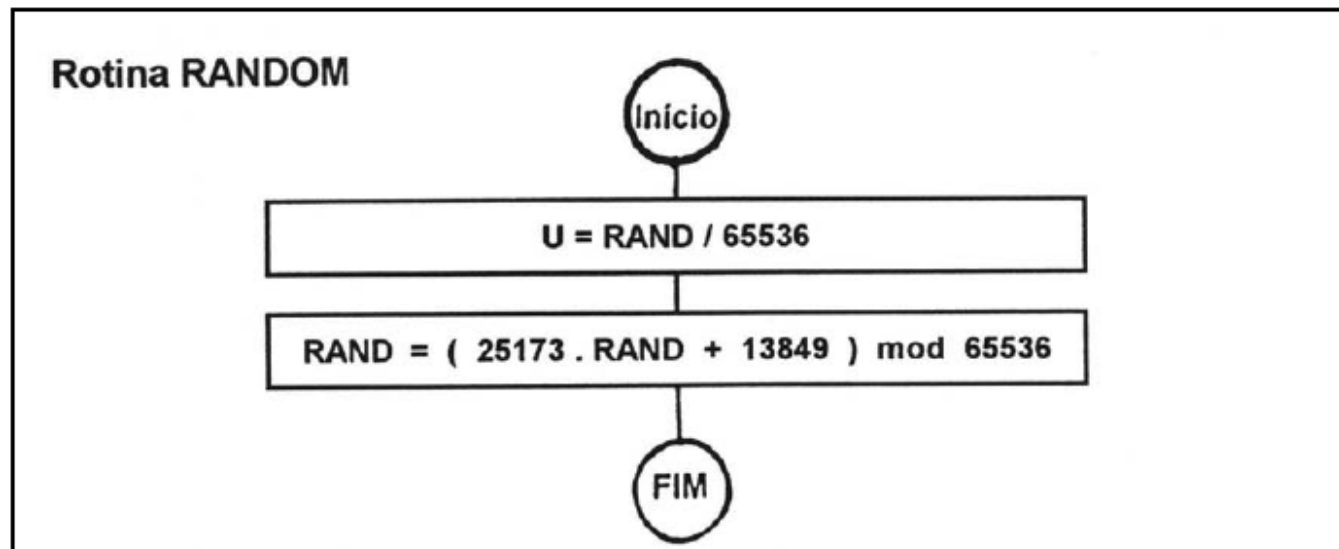 Rotina RANDOM
Início
U = RAND / 65536
RAND = ( 25173 . RAND + 13849 ) mod 65536
FIM